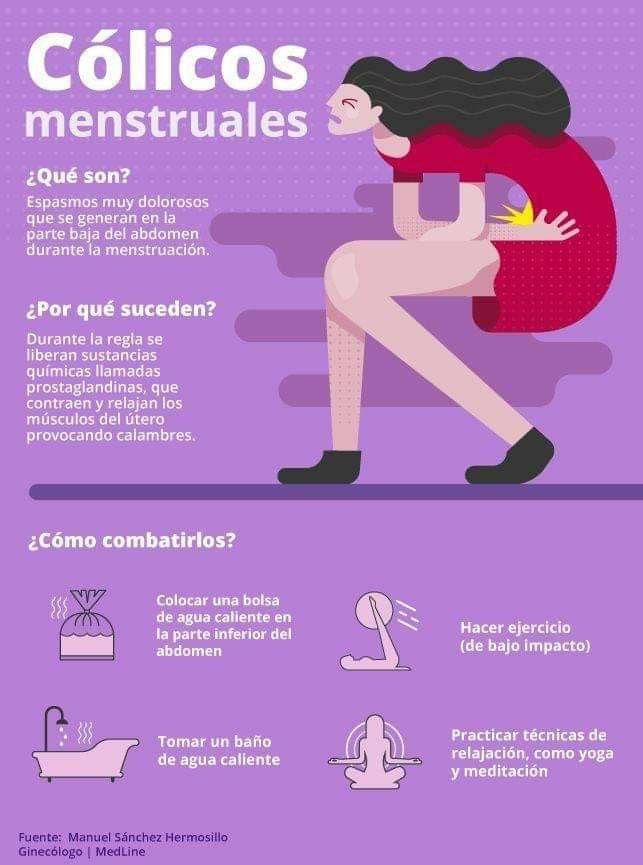 Cólicos
menstruales
¿Qué son?
Espasmos muy dolorosos
que se generan en la
parte baja del abdomen
durante la menstruación.
¿Por qué suceden?
Durante la regla se
liberan sustancias
químicas llamadas
prostaglandinas, que
contraen y relajan los
músculos del útero
provocando calambres.
¿Cómo combatirlos?
Colocar una bolsa
de agua caliente en
la parte inferior del
abdomen
Hacer ejercicio
(de bajo impacto)
Tomar un baño
de agua caliente
Practicar técnicas de
relajación, como yoga
y meditación
Fuente: Manuel Sánchez Hermosillo
Ginecólogo | MedLine